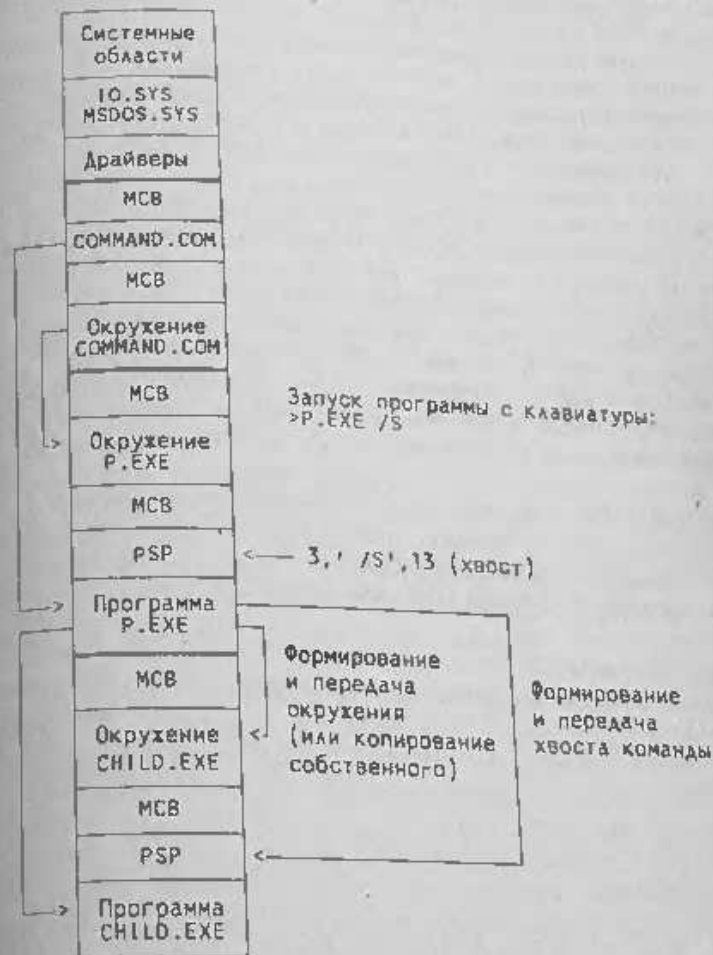 Системные
области
IO.SYS
MSDOS.SYS
Драйверы
MCB
COMMAND.COM
MCB
Окружение
COMMAND.COM
MCB
Запуск программы с клавиатуры:
>P.EXE /S
Окружение
P.EXE
MCB
PSP
<— 3,' /S',13 (хвост)
Программа
P.EXE
Формирование
и передача
окружения
(или копирование
собственного)
Формирование
и передача
хвоста команды
MCB
Окружение
CHILD.EXE
MCB
PSP
Программа
CHILD.EXE